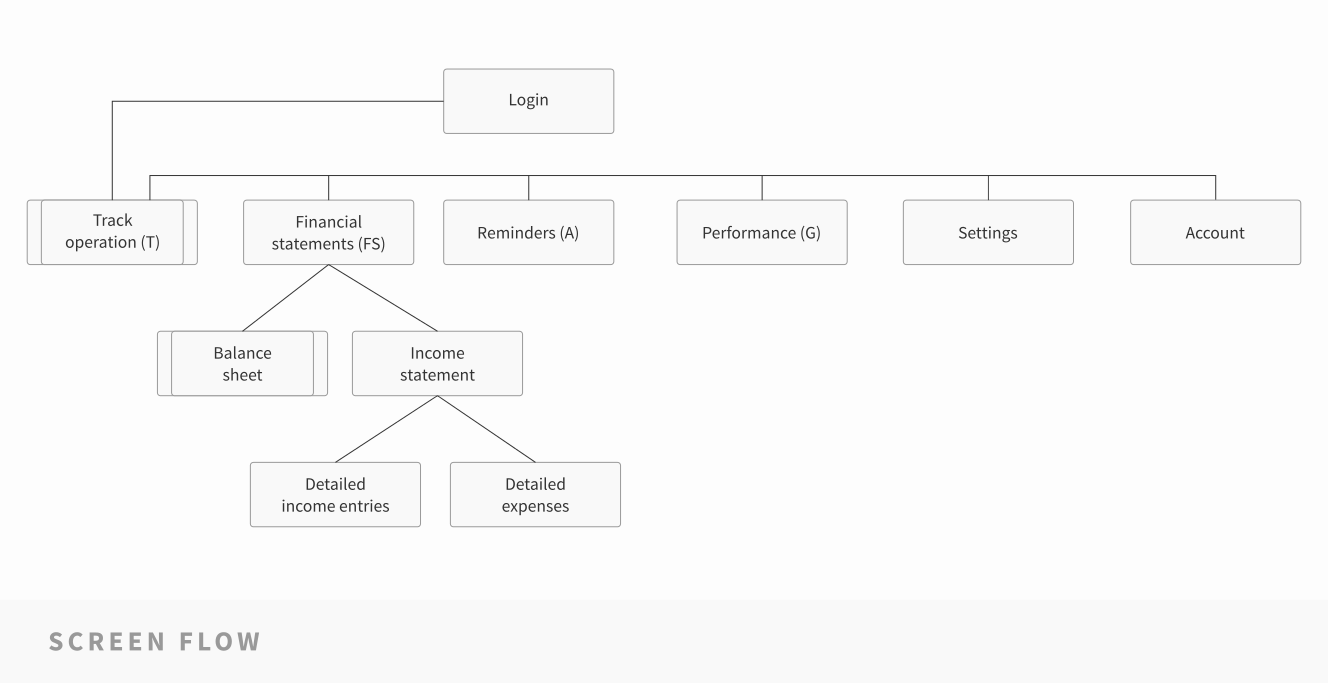 Login
Track
operation (T)
Financial
statements (FS)
Reminders (A)
Performance (G)
Settings
Account
Balance
sheet
Income
statement
Detailed
income entries
Detailed
expenses
SCREEN FLOW